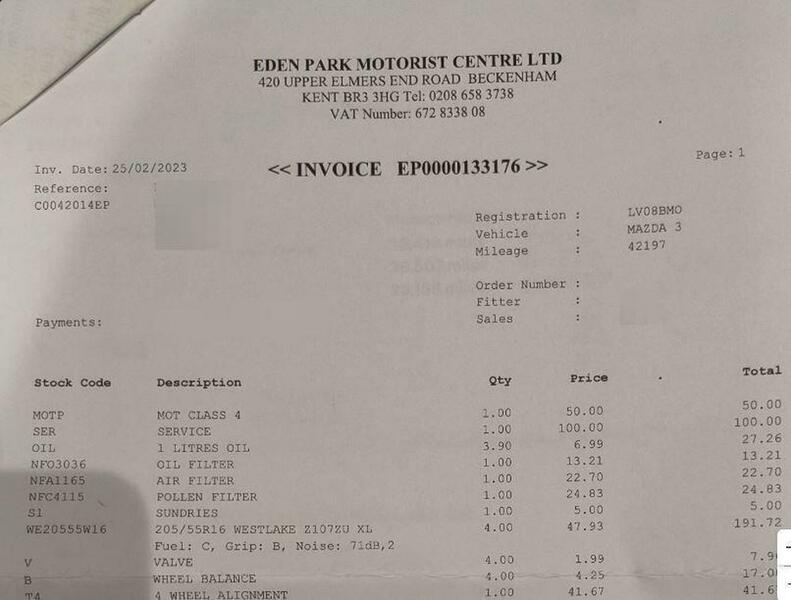 EDEN PARK MOTORIST CENTRE LTD
420 UPPER ELMERS END ROAD BECKENHAM
KENT BR3 3HG Tel: 0208 658 3738
VAT Number: 672 8338 08
Page: 1
Inv. Date: 25/02/2023 << INVOICE EP0000133176 >>
Reference:
C0042014EP
Registration : LV08BMO
Vehicle : MAZDA 3
Mileage : 42197
Order Number :
Fitter :
Sales :
Payments:
Stock Code Description Qty Price Total
MOTP MOT CLASS 4 1.00 50.00 50.00
SER SERVICE 1.00 100.00 100.00
OIL 1 LITRES OIL 3.90 6.99 27.26
NFO3036 OIL FILTER 1.00 13.21 13.21
NFA1165 AIR FILTER 1.00 22.70 22.70
NFC4115 POLLEN FILTER 1.00 24.83 24.83
S1 SUNDRIES 1.00 5.00 5.00
WE20555W16 205/55R16 WESTLAKE Z107ZU XL 4.00 47.93 191.72
Fuel: C, Grip: B, Noise: 71dB,2
V VALVE 4.00 1.99 7.9
B WHEEL BALANCE 4.00 4.25 17.0
T4 4 WHEEL ALIGNMENT 1.00 41.67 41.6